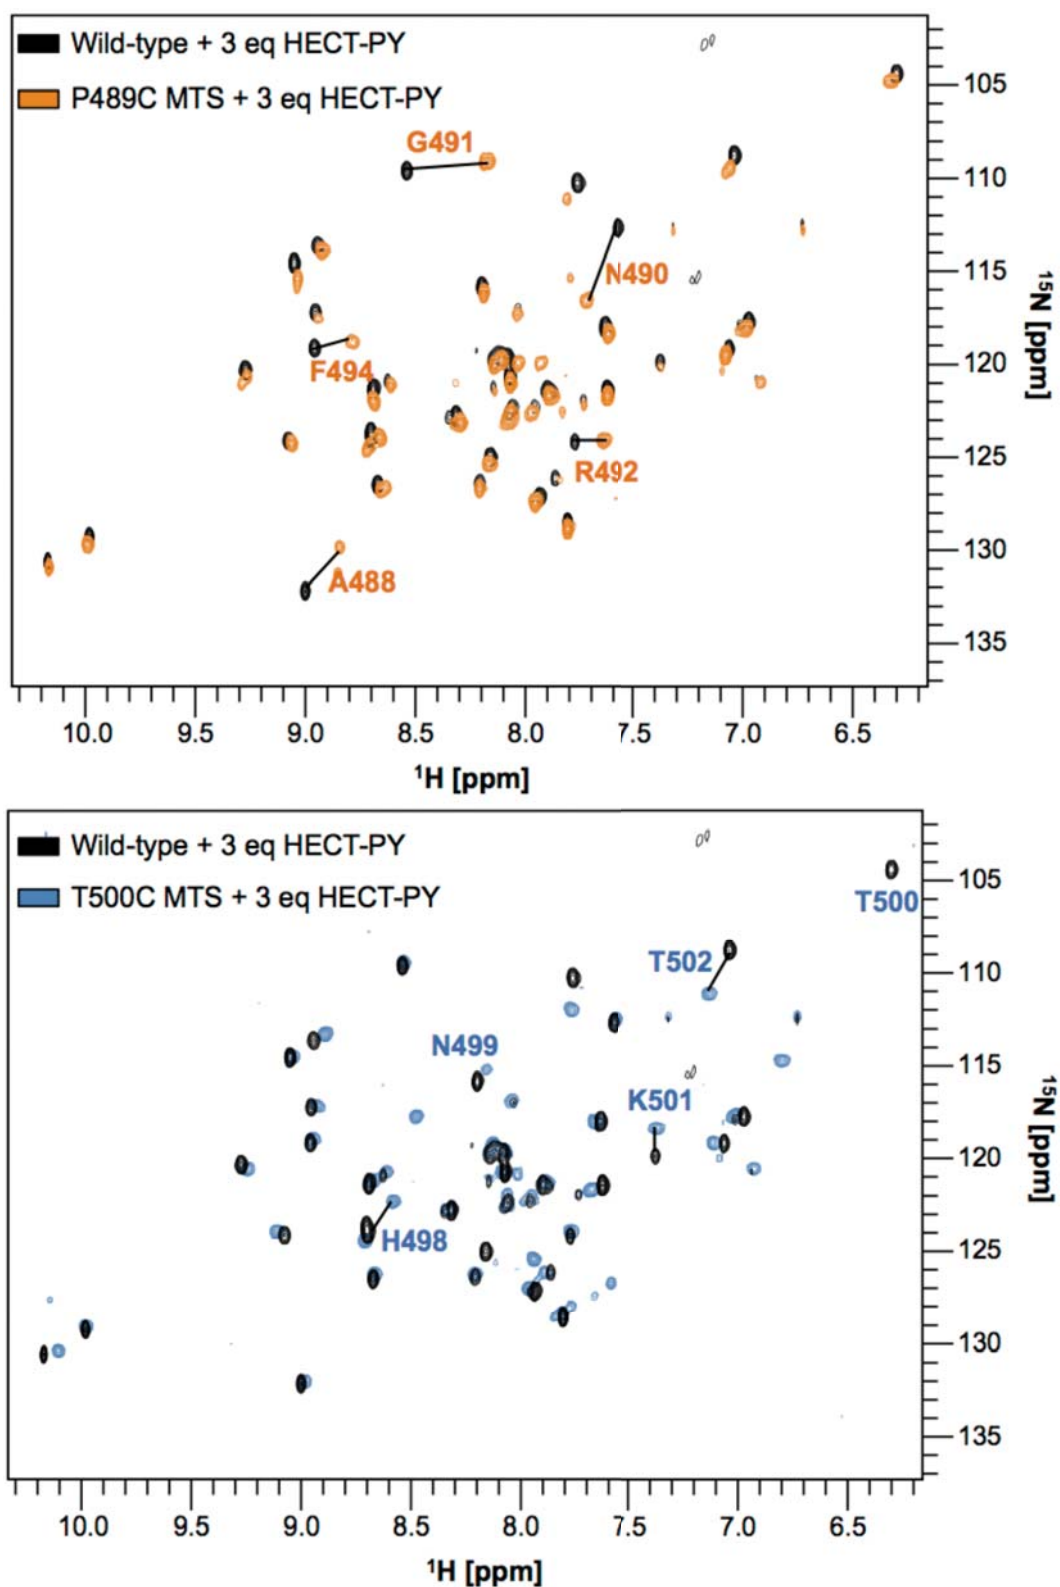 Wild-type + 3 eq HECT-PY
P489C MTS + 3 eq HECT-PY
G491
N490
F494
R492
A488
105
110
115
120
125
130
135
15N [ppm]
10.0 9.5 9.0 8.5 8.0 7.5 7.0 6.5
1H [ppm]
Wild-type + 3 eq HECT-PY
T500C MTS + 3 eq HECT-PY
T500
T502
N499
K501
H498
105
110
115
120
125
130
135
15N [ppm]
10.0 9.5 9.0 8.5 8.0 7.5 7.0 6.5
1H [ppm]